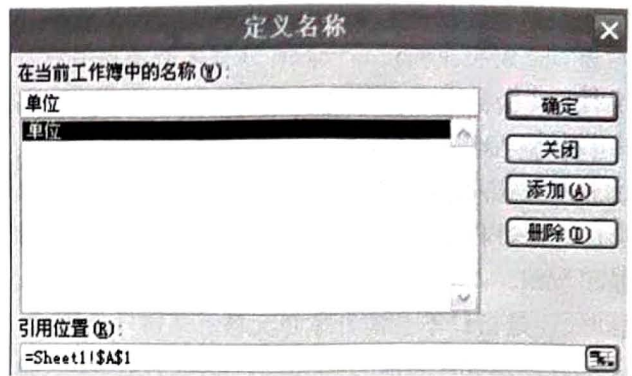 定义名称
在当前工作簿中的名称(W):
单位
确定
单位
关闭
添加(A)
删除(D)
引用位置(R):
=Sheet1!$A$1